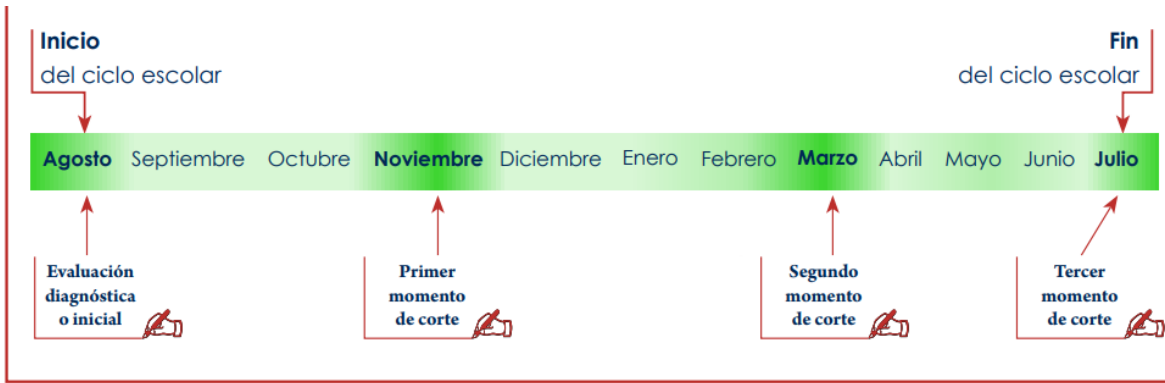 Inicio
del ciclo escolar
Fin
del ciclo escolar
Agosto Septiembre Octubre Noviembre Diciembre Enero Febrero Marzo Abril Mayo Junio Julio
Evaluación
diagnóstica
o inicial
Primer
momento
de corte
Segundo
momento
de corte
Tercer
momento
de corte